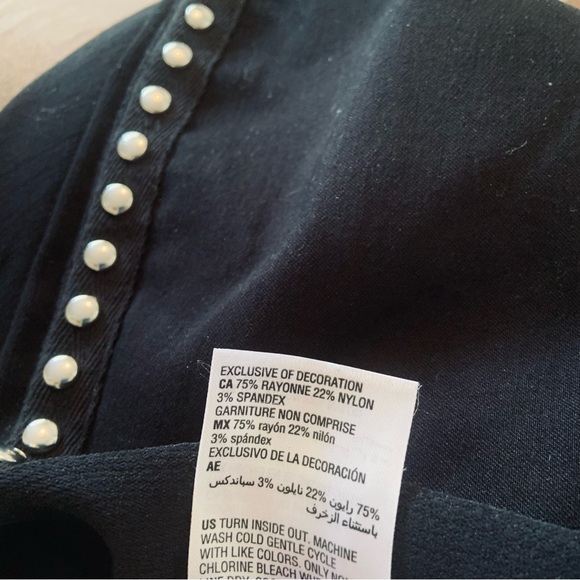 EXCLUSIVE OF DECORATION
CA 75% RAYONNE 22% NYLON
3% SPANDEX
GARNITURE NON COMPRISE
MX 75% rayón 22% nilón
3% spándex
EXCLUSIVO DE LA DECORACIÓN
AE
75% رايون 22% نايلون 3% سباندكس
باستثناء الزخرف
US TURN INSIDE OUT. MACHINE
WASH COLD GENTLE CYCLE
WITH LIKE COLORS. ONLY NON
CHLORINE BLEACH